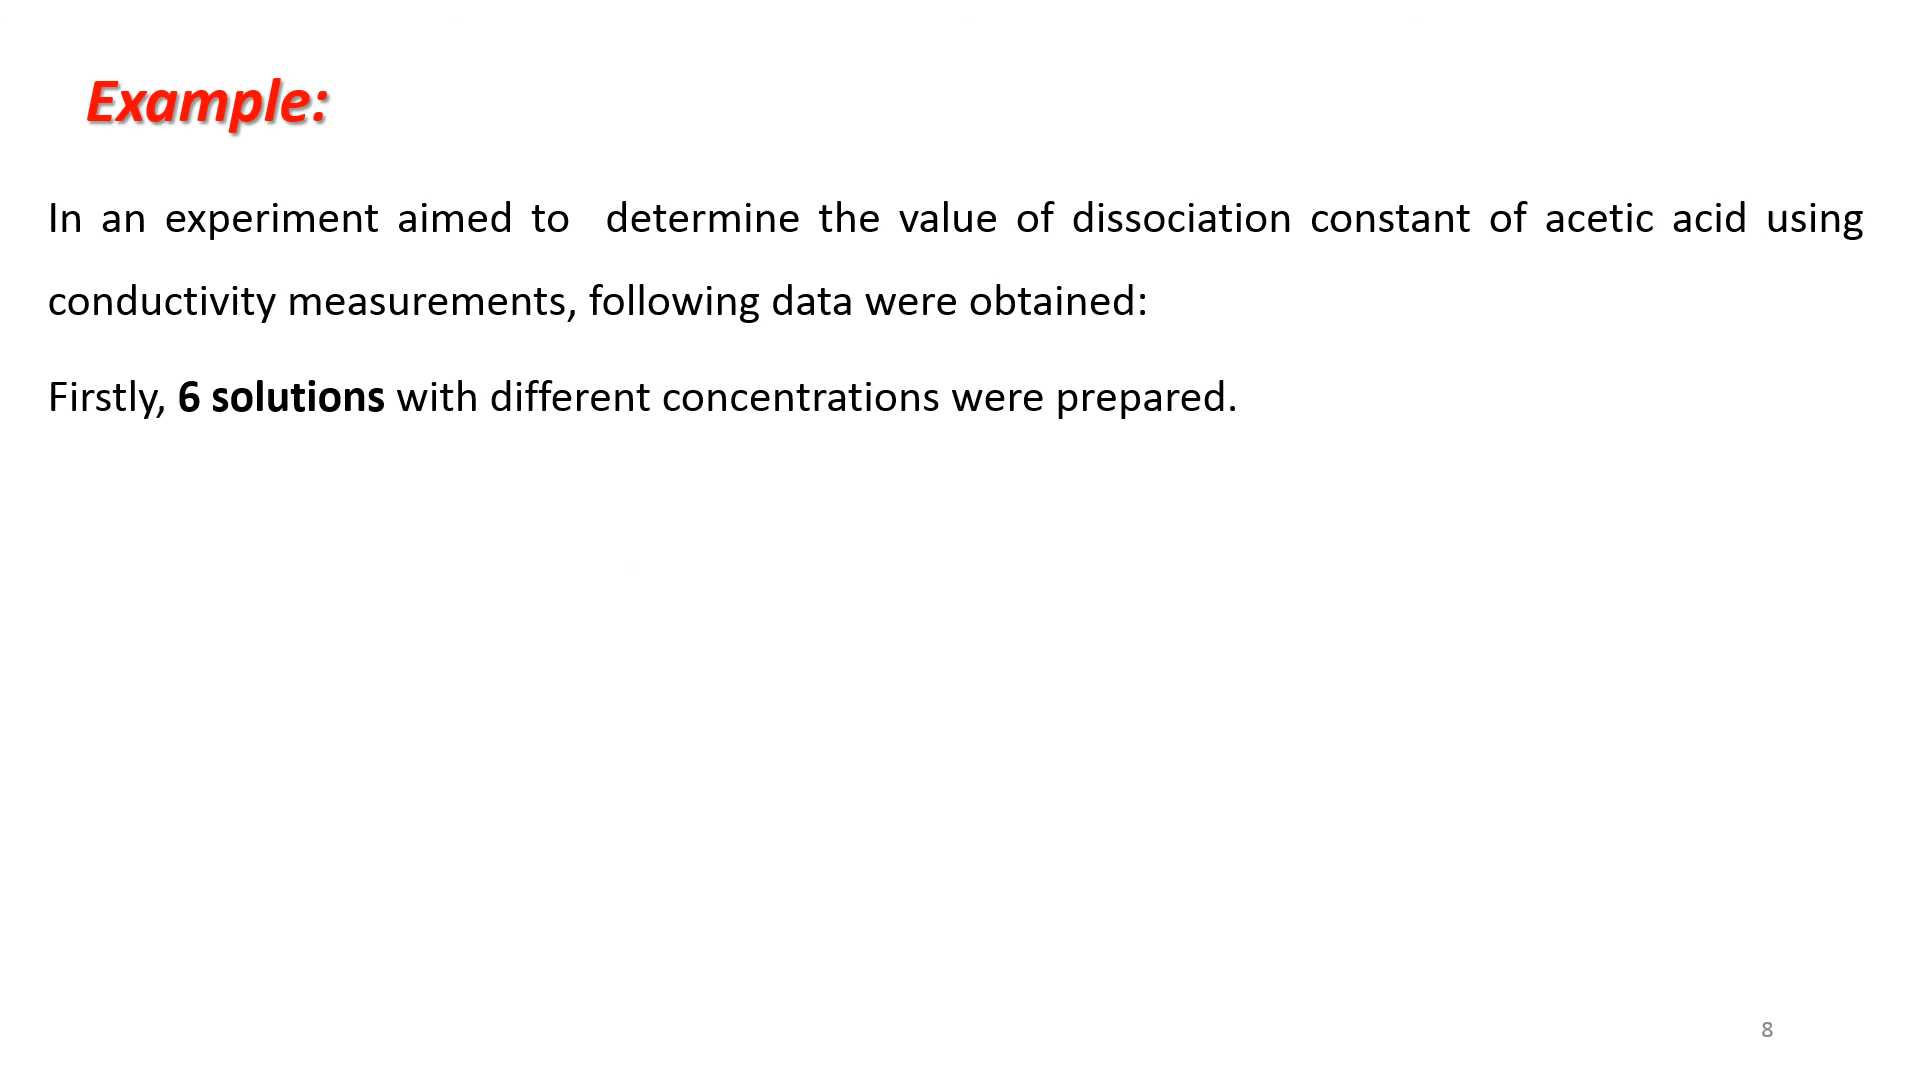 Example:
In an experiment aimed to determine the value of dissociation constant of acetic acid using
conductivity measurements, following data were obtained:
Firstly, 6 solutions with different concentrations were prepared.
8